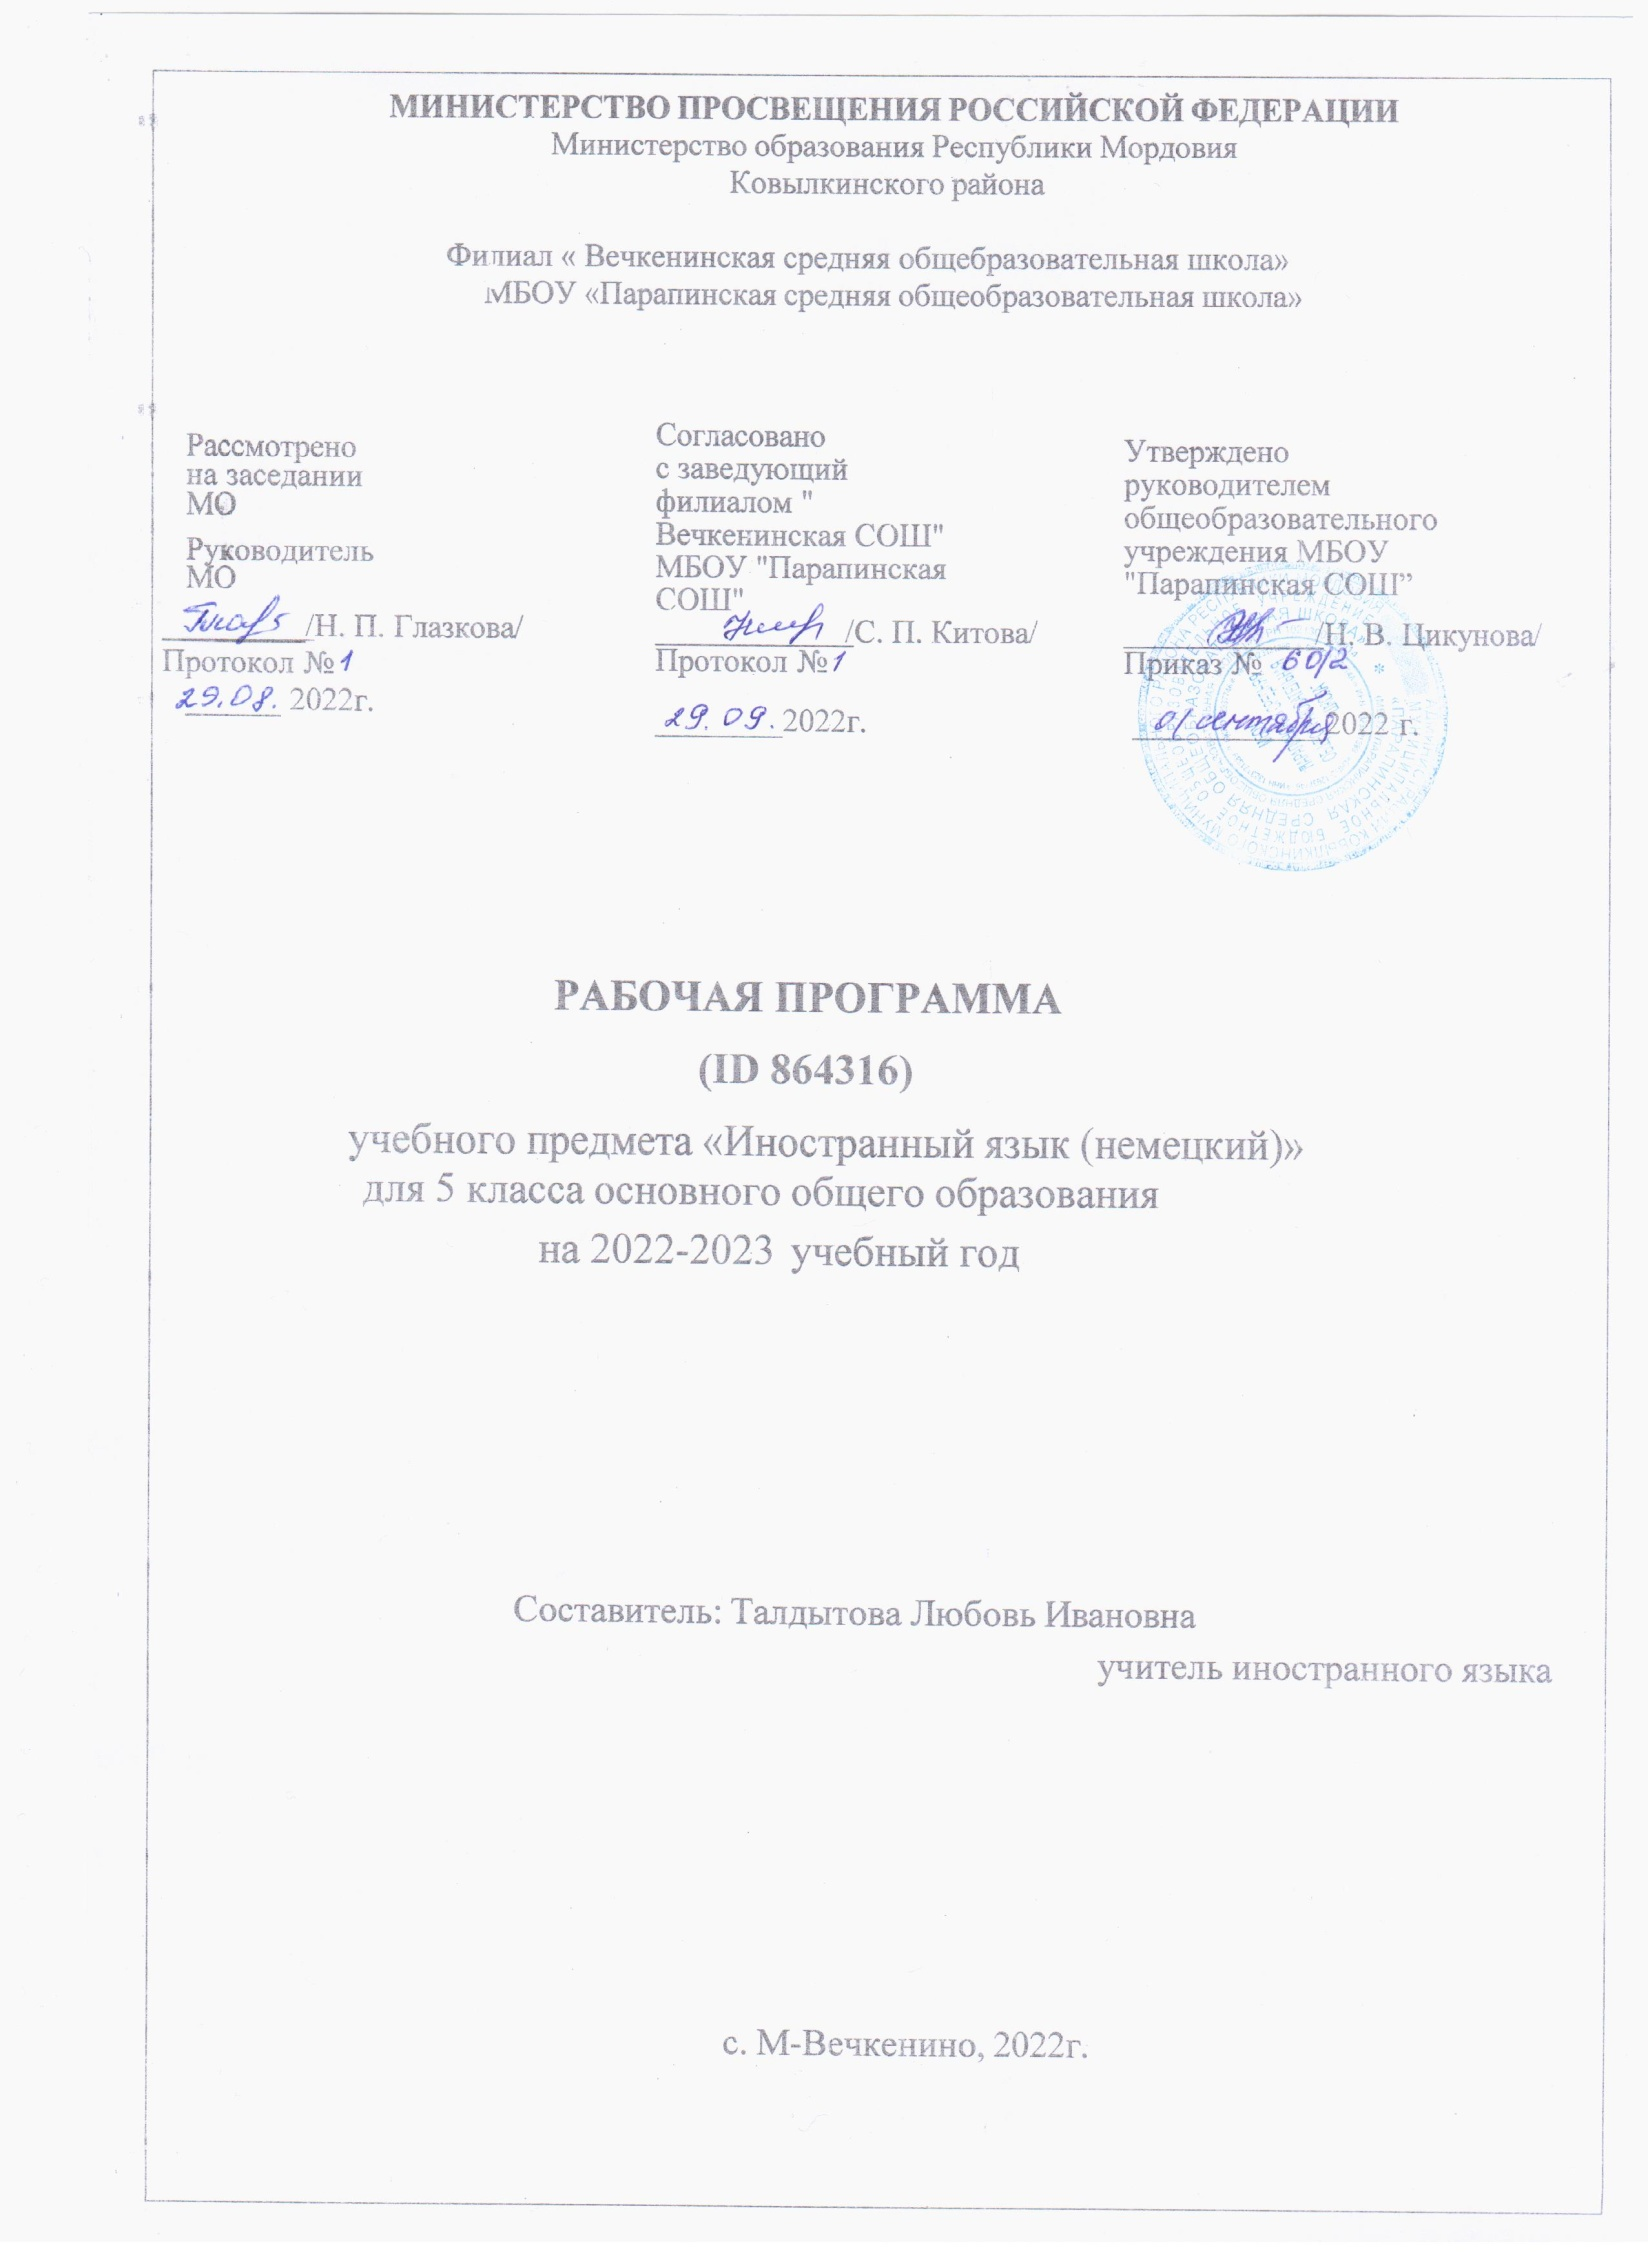 МИНИСТЕРСТВО ПРОСВЕЩЕНИЯ РОССИЙСКОЙ ФЕДЕРАЦИИ
Министерство образования Республики Мордовия
Ковылкинского района
Филиал « Вечкенинская средняя общебразовательная школа»
МБОУ «Парапинская средняя общеобразовательная школа»
Рассмотрено
на заседании
МО
Руководитель
МО
/Н. П. Глазкова/
Протокол №1
29.08. 2022г.
Согласовано
с заведующий
филиалом "
Вечкенинская СОШ"
МБОУ "Парапинская
СОШ"
/С. П. Китова/
Протокол №1
29.09.2022г.
Утверждено
руководителем
общеобразовательного
учреждения МБОУ
"Парапинская СОШ”
/Н. В. Цикунова/
Приказ № 60/2
01 сентября 2022 г.
РАБОЧАЯ ПРОГРАММА
(ID 864316)
учебного предмета «Иностранный язык (немецкий)»
для 5 класса основного общего образования
на 2022-2023 учебный год
Составитель: Талдытова Любовь Ивановна
учитель иностранного языка
с. М-Вечкенино, 2022г.